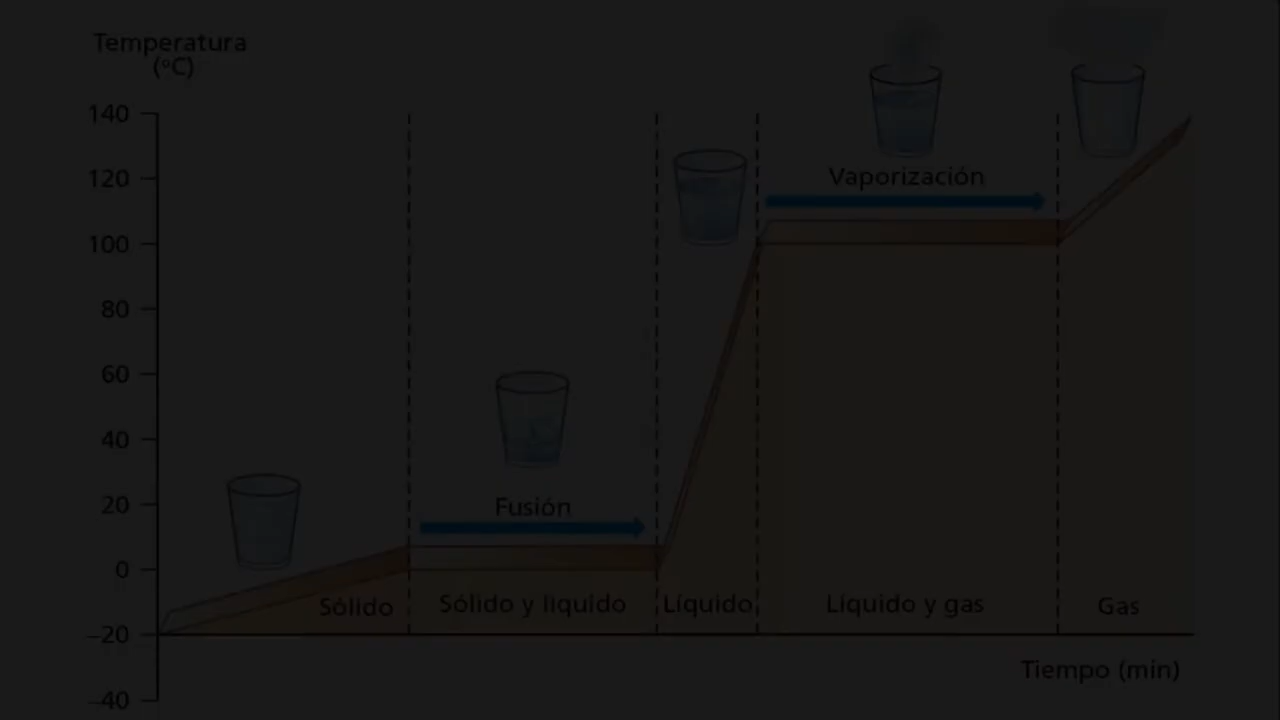 Temperatura
(°C)
140
120
100
80
60
40
20
0
–20
–40
Vaporización
Fusión
Sólido
Sólido y liquido
Líquido
Líquido y gas
Gas
Tiempo (min)